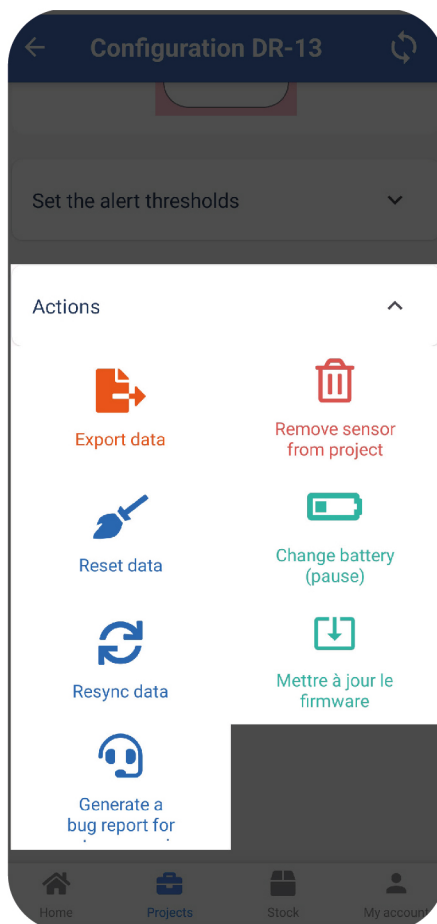 Configuration DR-13
Set the alert thresholds
Actions
Export data
Remove sensor
from project
Reset data
Change battery
(pause)
Resync data
Mettre à jour le
firmware
Generate a
bug report for
Home
Projects
Stock
My account